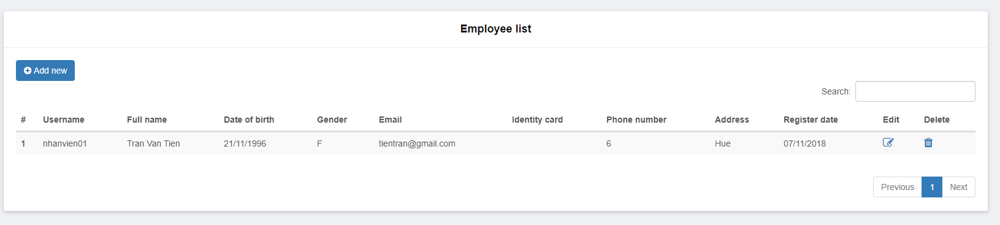 Employee list
Add new
Search:
# Username Full name Date of birth Gender Email Identity card Phone number Address Register date Edit Delete
1 nhanvien01 Tran Van Tien 21/11/1996 F tientran@gmail.com 6 Hue 07/11/2018
Previous 1 Next